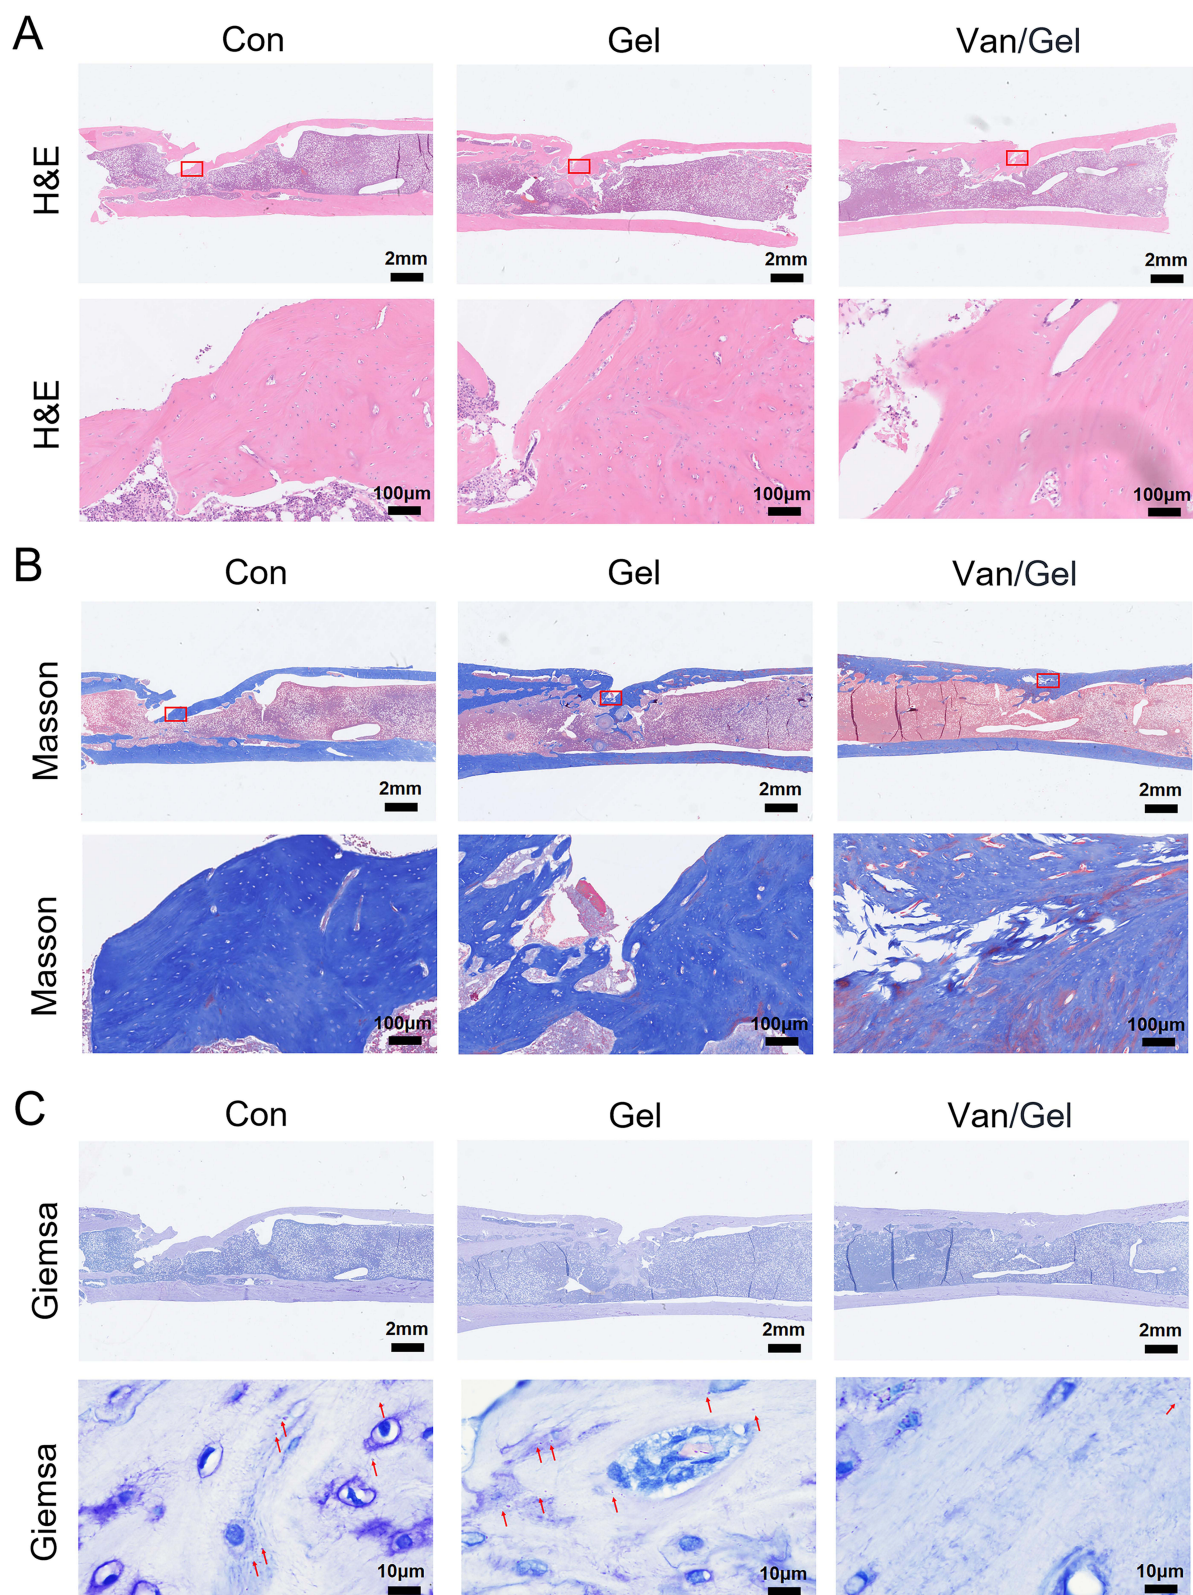 A
Con Gel Van/Gel
H&E
2mm 2mm 2mm
H&E
100μm 100μm 100μm
B
Con Gel Van/Gel
Masson
2mm 2mm 2mm
Masson
100μm 100μm 100μm
C
Con Gel Van/Gel
Giemsa
2mm 2mm 2mm
Giemsa
10μm 10μm 10μm